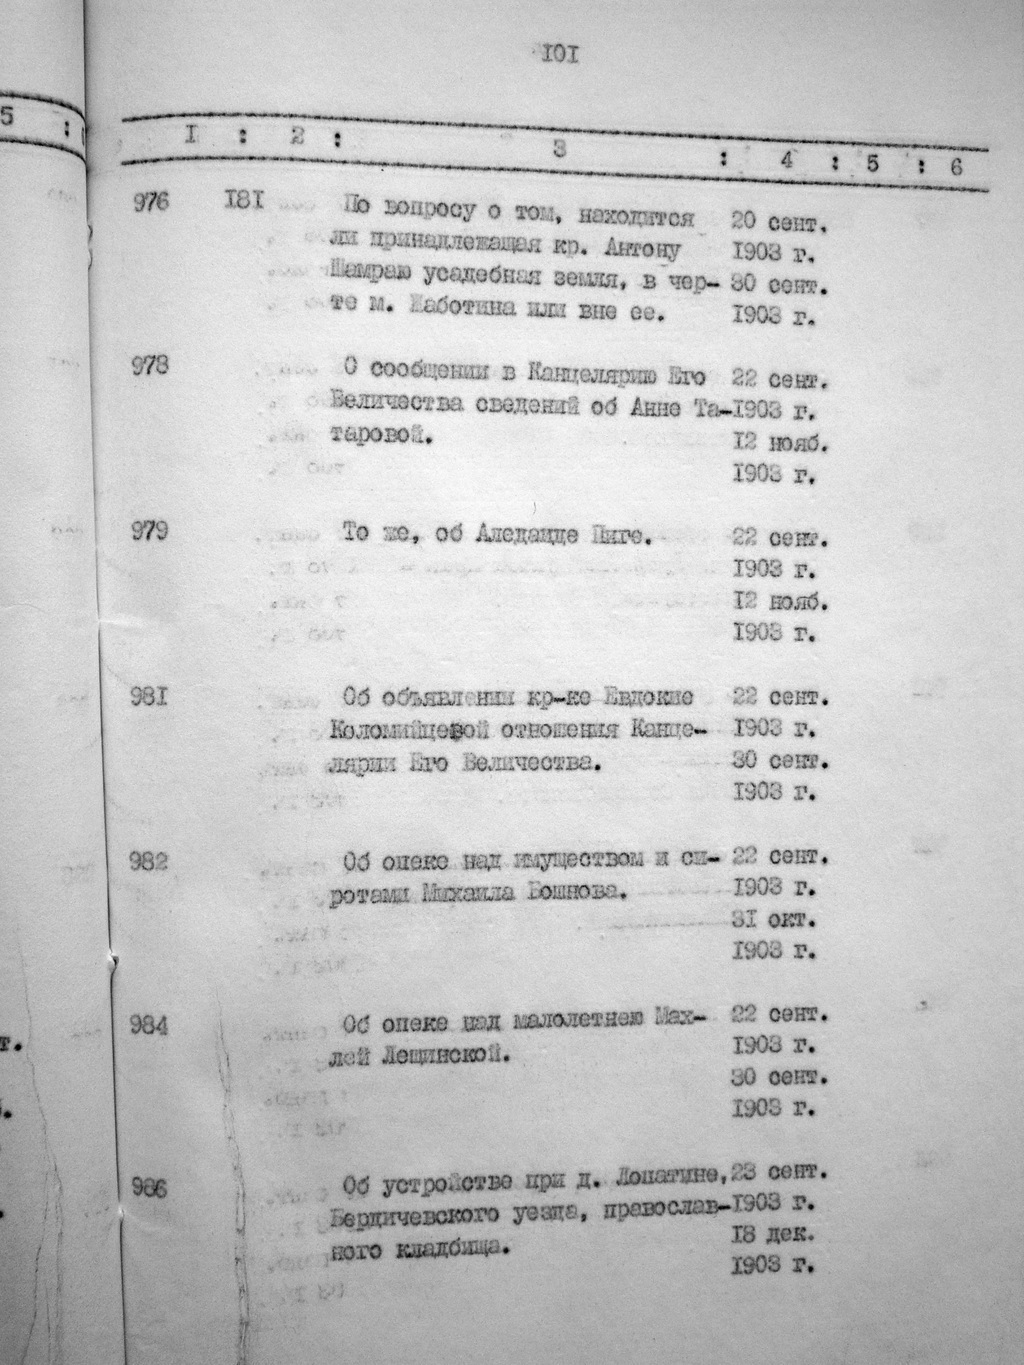 101
5 :
1 : 2 : 3 : 4 : 5 : 6
976 181 По вопросу о том, находится 20 сент.
ли принадлежащая кр. Антону 1903 г.
Шамраю усадебная земля, в чер- 30 сент.
те м. Жаботина или вне ее. 1903 г.
978 О сообщении в Канцелярию Его 22 сент.
Величества сведений об Анне Та- 1903 г.
таровой. 12 нояб.
1903 г.
979 То же, об Аледаиде Пиге. 22 сент.
1903 г.
12 нояб.
1903 г.
981 Об объявлении кр-ке Евдокие 22 сент.
Коломийцевой отношения Канце- 1903 г.
лярии Его Величества. 30 сент.
1903 г.
982 Об опеке над имуществом и си- 22 сент.
ротами Михаила Бошнова. 1903 г.
31 окт.
1903 г.
984 Об опеке над малолетнею Мах- 22 сент.
лей Лещинской. 1903 г.
30 сент.
1903 г.
986 Об устройстве при д. Лопатине, 23 сент.
Бердичевского уезда, православ- 1903 г.
ного кладбища. 18 дек.
1903 г.